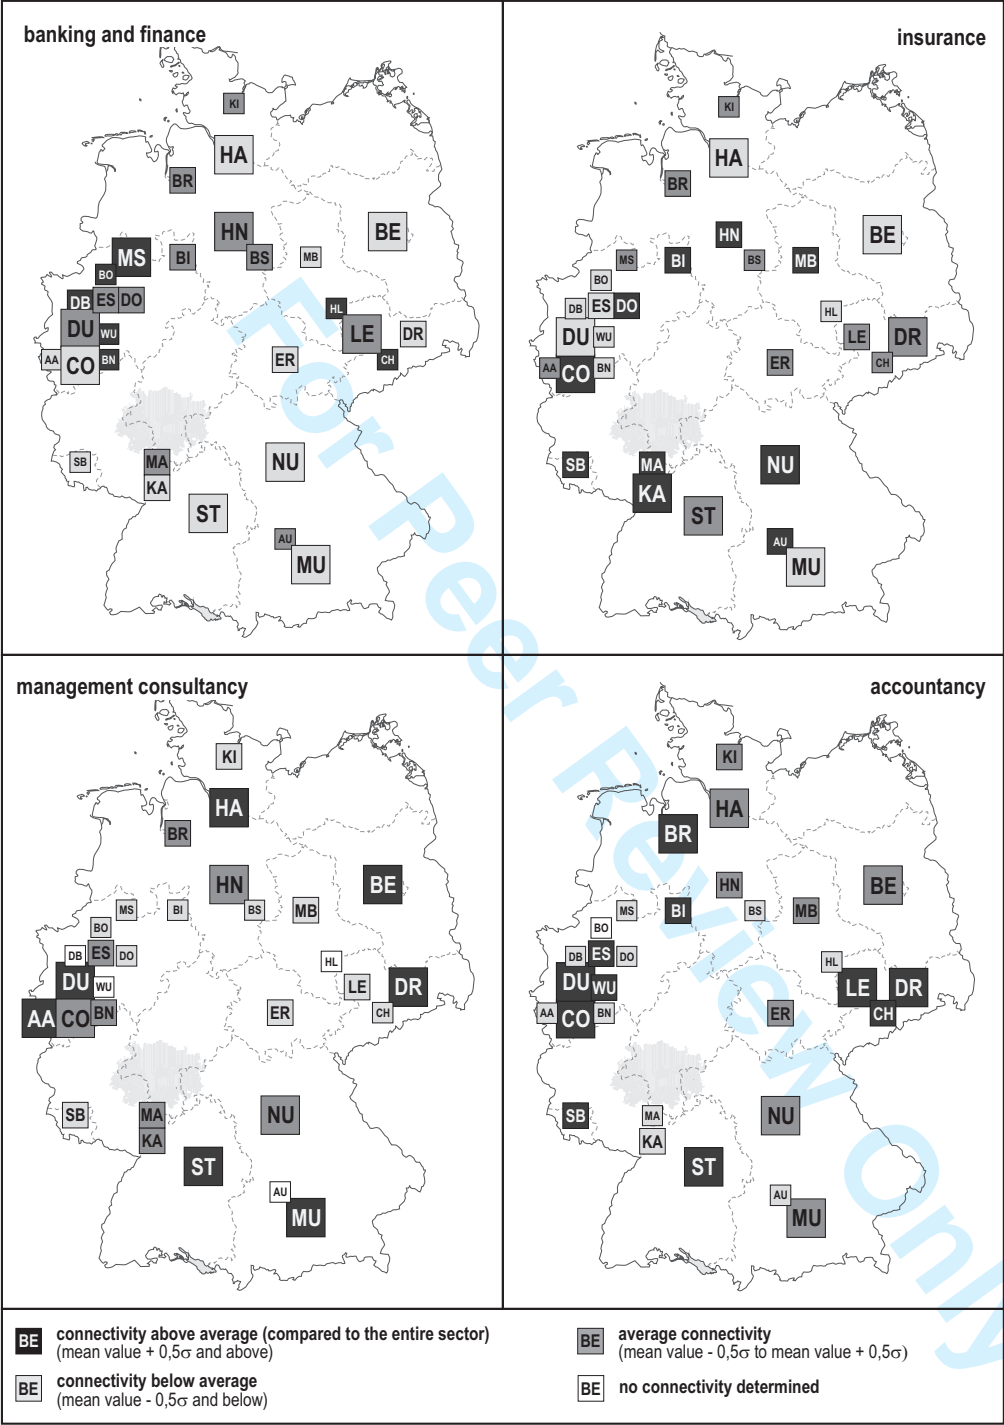 banking and finance
KI
HA
BR
HN
BE
MS
BI
BS
MB
BO
DB
ES
DO
HL
DU
WU
LE
DR
AA
CO
BN
ER
CH
SB
MA
NU
KA
ST
AU
MU
insurance
KI
HA
BR
HN
BE
MS
BI
BS
MB
BO
DB
ES
DO
HL
DU
WU
LE
DR
AA
CO
BN
ER
CH
SB
MA
NU
KA
ST
AU
MU
management consultancy
KI
HA
BR
HN
BE
MS
BI
BS
MB
BO
DB
ES
DO
HL
DU
WU
LE
DR
AA
CO
BN
ER
CH
SB
MA
NU
KA
ST
AU
MU
accountancy
KI
HA
BR
HN
BE
MS
BI
BS
MB
BO
DB
ES
DO
HL
DU
WU
LE
DR
AA
CO
BN
ER
CH
SB
MA
NU
KA
ST
AU
MU
For Peer Review Only
BE
connectivity above average (compared to the entire sector)
(mean value + 0,5σ and above)
BE
connectivity below average
(mean value - 0,5σ and below)
BE
average connectivity
(mean value - 0,5σ to mean value + 0,5σ)
BE
no connectivity determined